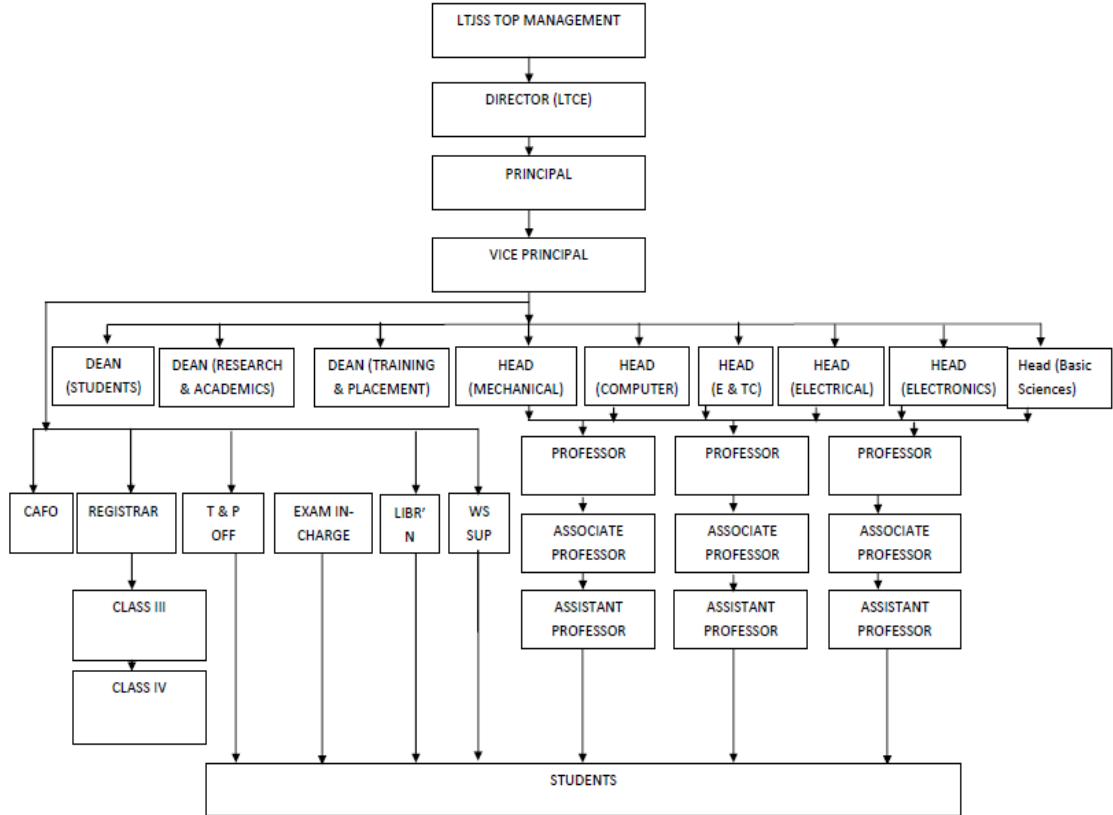 LTJSS TOP MANAGEMENT
DIRECTOR (LTCE)
PRINCIPAL
VICE PRINCIPAL
DEAN
(STUDENTS)
DEAN (RESEARCH
& ACADEMICS)
DEAN (TRAINING
& PLACEMENT)
HEAD
(MECHANICAL)
HEAD
(COMPUTER)
HEAD
(E & TC)
HEAD
(ELECTRICAL)
HEAD
(ELECTRONICS)
Head (Basic
Sciences)
PROFESSOR
PROFESSOR
PROFESSOR
CAFO
REGISTRAR
T & P
OFF
EXAM IN-
CHARGE
LIBR'
N
WS
SUP
ASSOCIATE
PROFESSOR
ASSOCIATE
PROFESSOR
ASSOCIATE
PROFESSOR
CLASS III
ASSISTANT
PROFESSOR
ASSISTANT
PROFESSOR
ASSISTANT
PROFESSOR
CLASS IV
STUDENTS